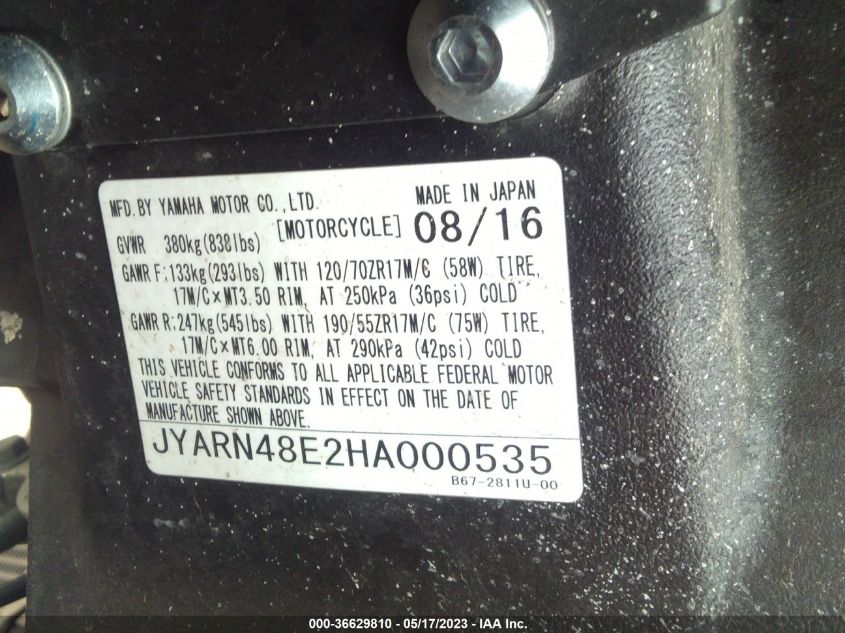 MFD.BY YAMAHA MOTOR CO.,LTD. MADE IN JAPAN
GVWR 380kg(838lbs) [MOTORCYCLE] 08/16
GAWR F:133kg(293lbs) WITH 120/70ZR17M/C (58W) TIRE,
17M/C×MT3.50 RIM, AT 250kPa (36psi) COLD
GAWR R:247kg(545lbs) WITH 190/55ZR17M/C (75W) TIRE,
17M/C×MT6.00 RIM, AT 290kPa (42psi) COLD
THIS VEHICLE CONFORMS TO ALL APPLICABLE FEDERAL MOTOR
VEHICLE SAFETY STANDARDS IN EFFECT ON THE DATE OF
MANUFACTURE SHOWN ABOVE.
JYARN48E2HA000535
B67-2811U-00
000-36629810 - 05/17/2023 - IAA Inc.